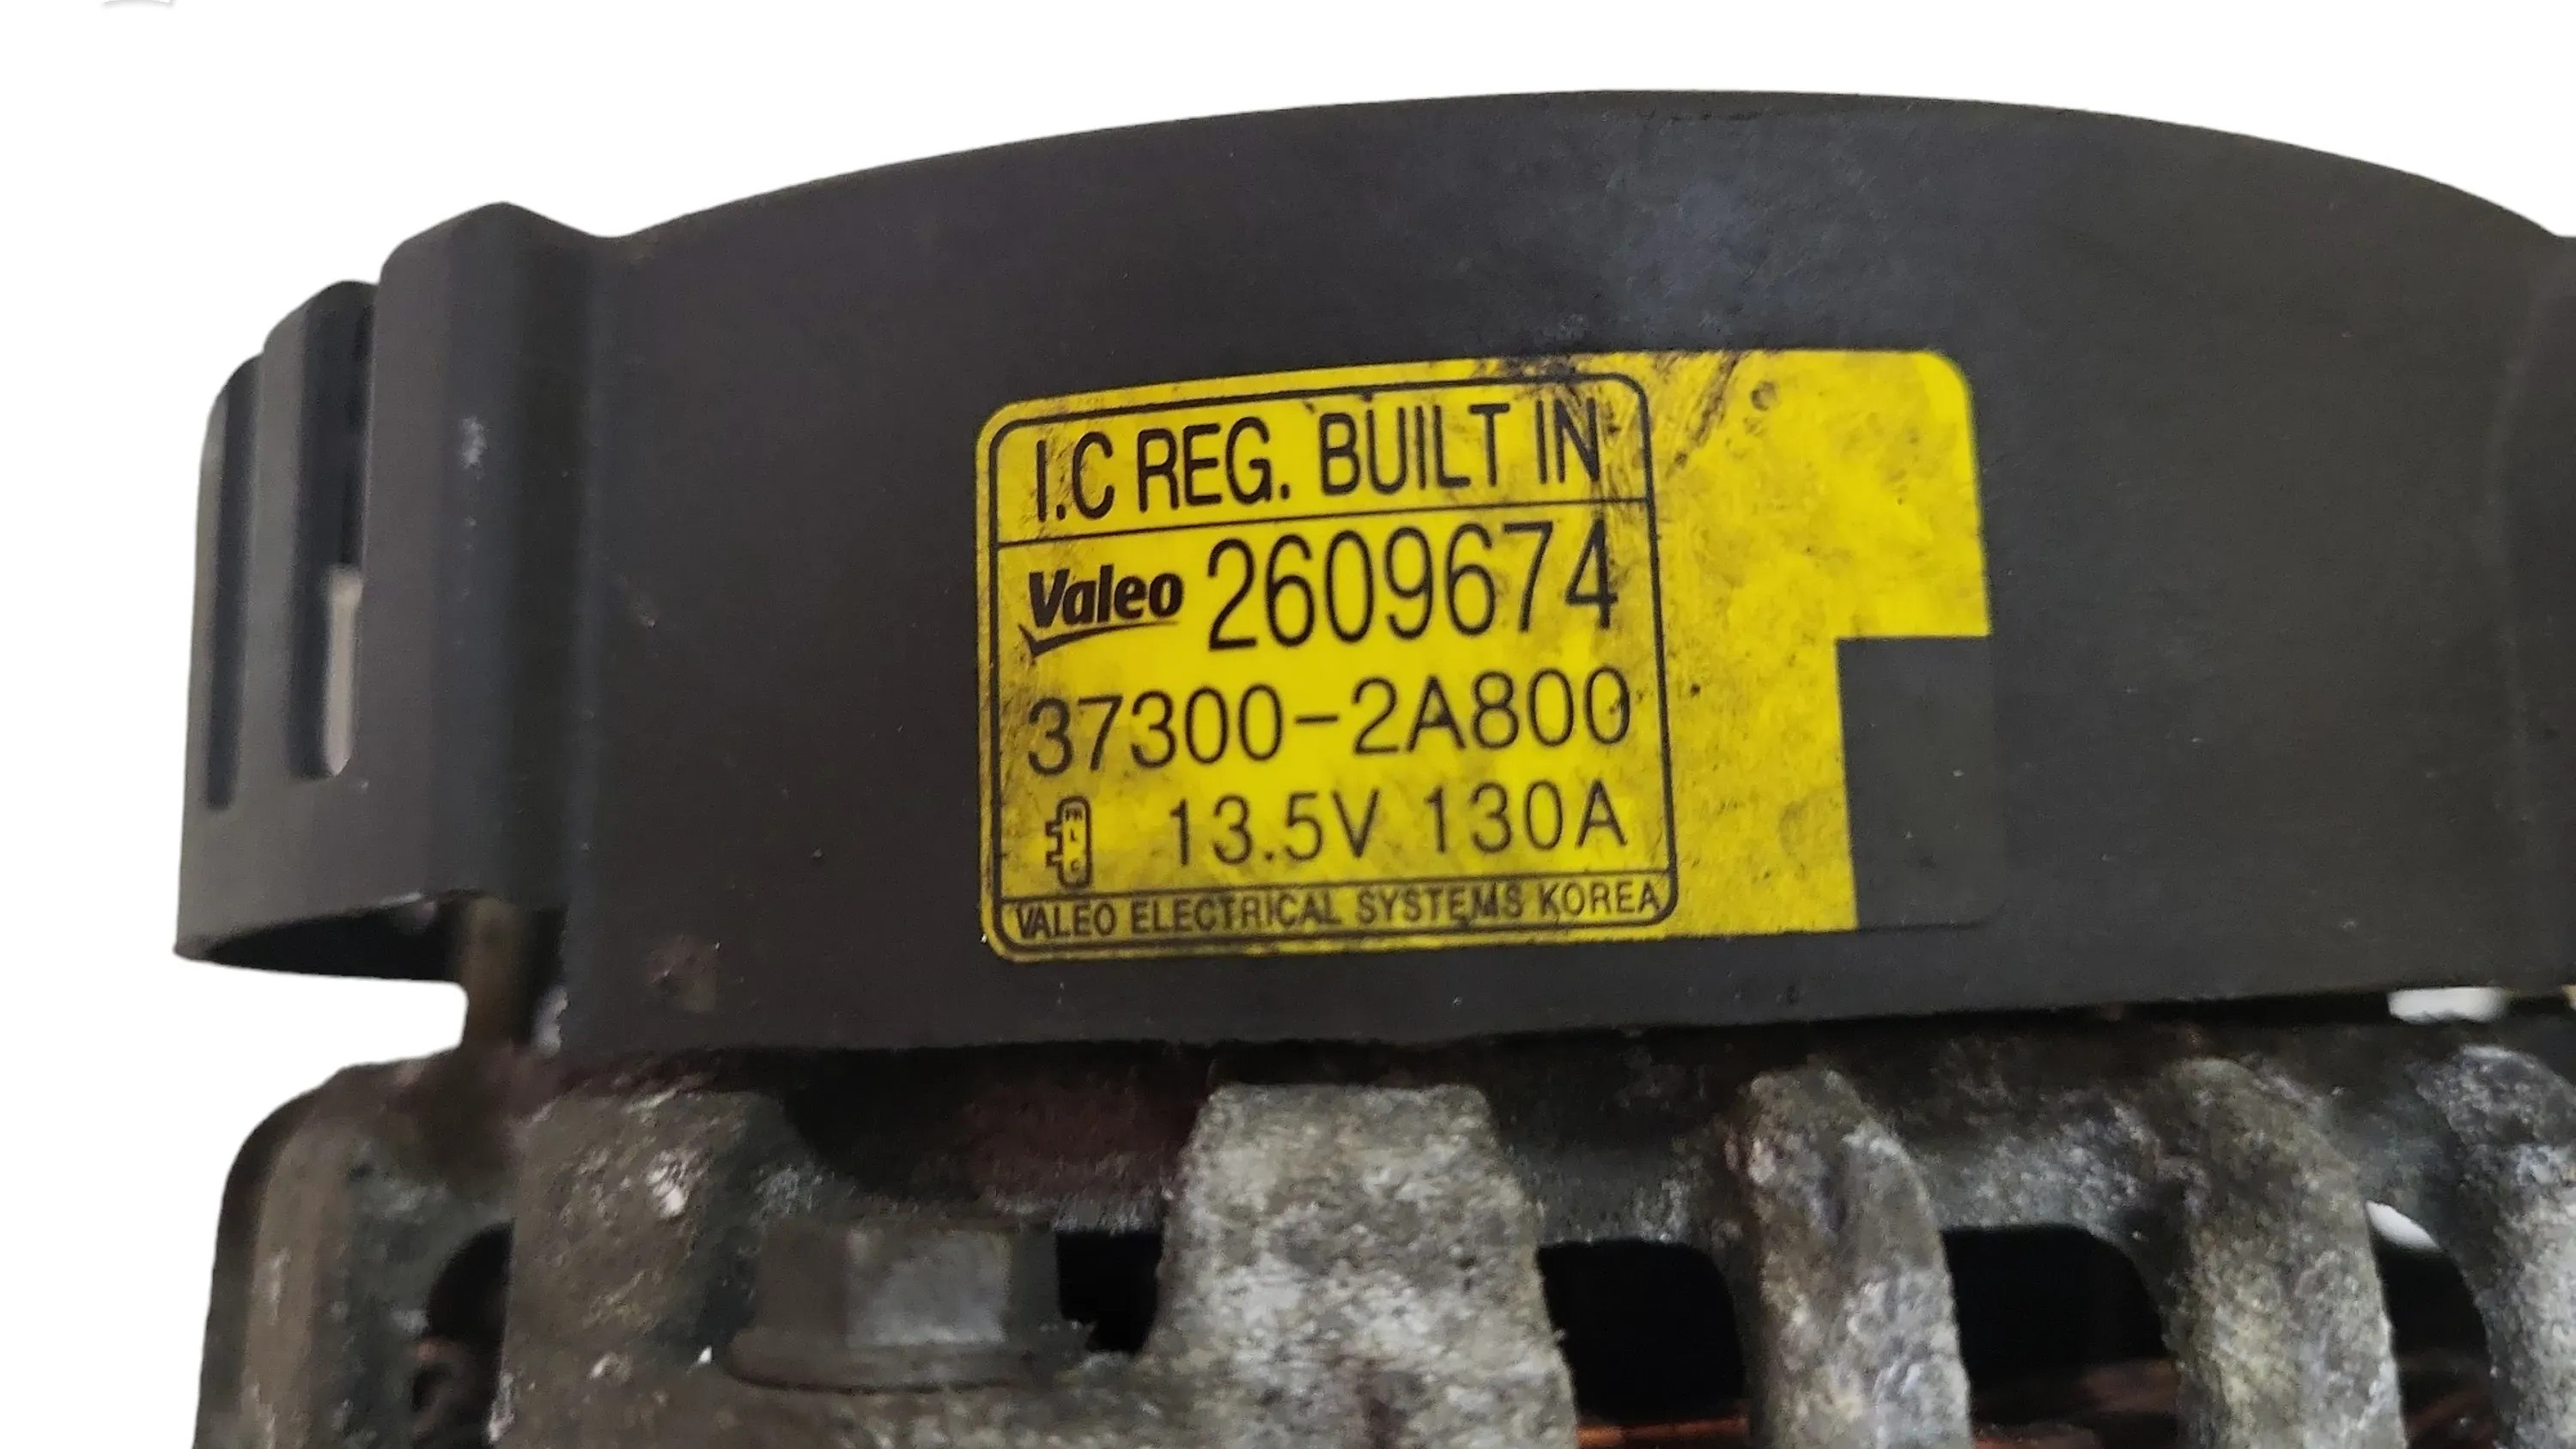 I.C REG. BUILT IN
Valeo 2609674
37300-2A800
13.5V 130A
VALEO ELECTRICAL SYSTEMS KOREA